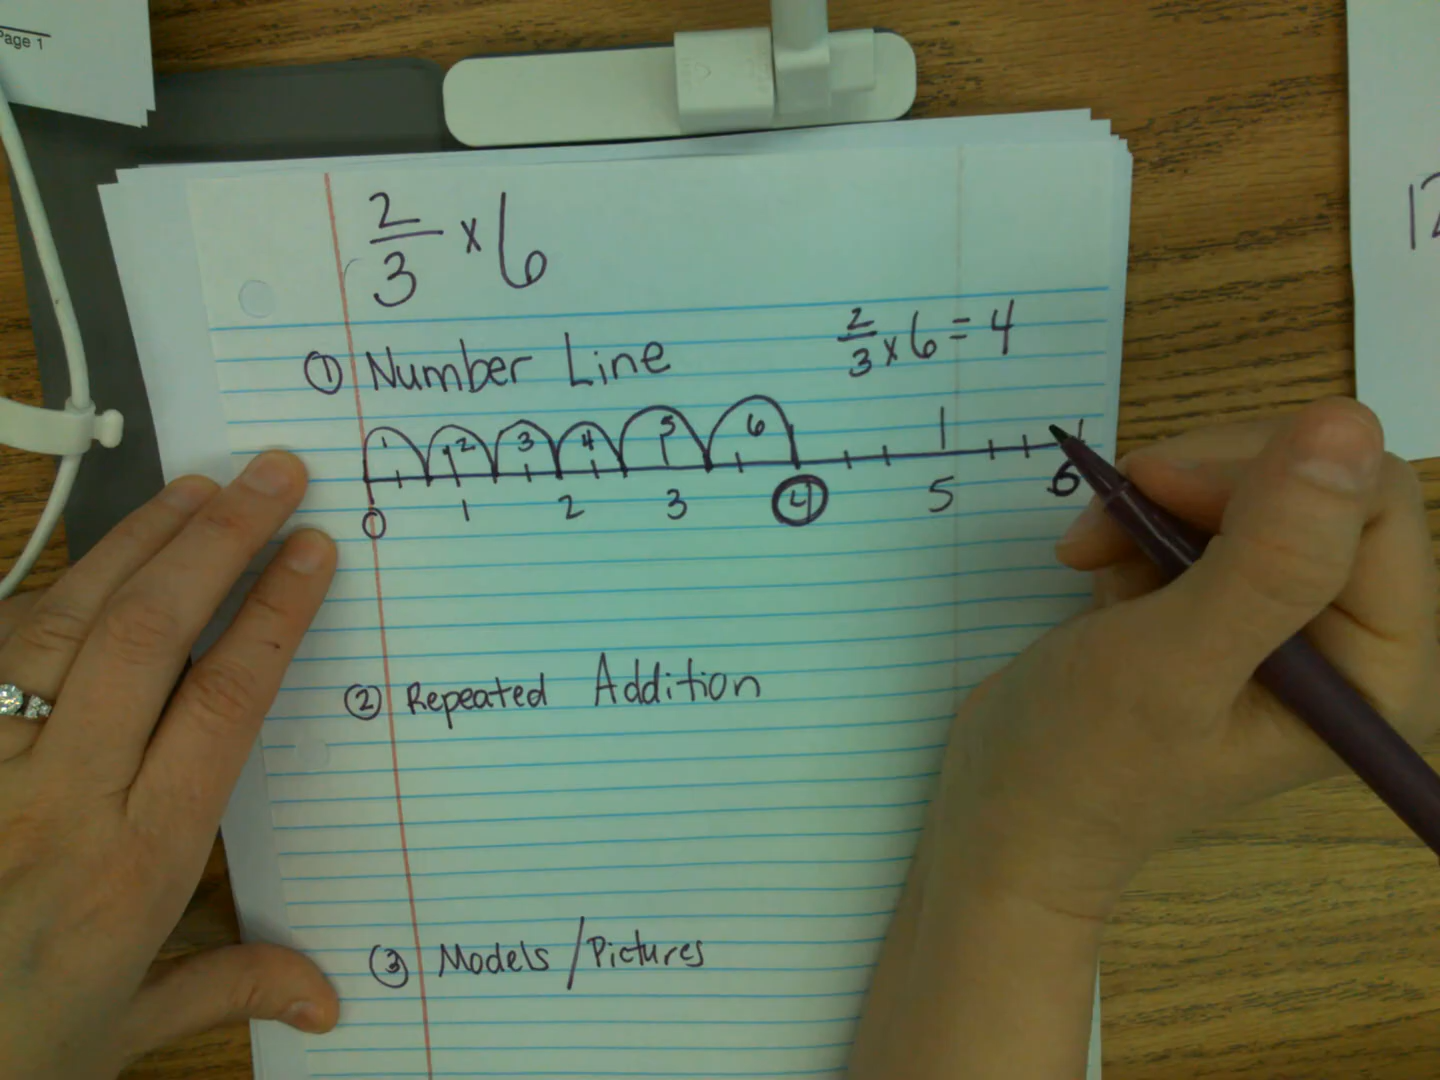 Page 1
2/3 × 6
① Number Line
2/3 × 6 = 4
1 2 3 4 5 6
0 1 2 3 4 5 6
② Repeated Addition
③ Models/Pictures
12